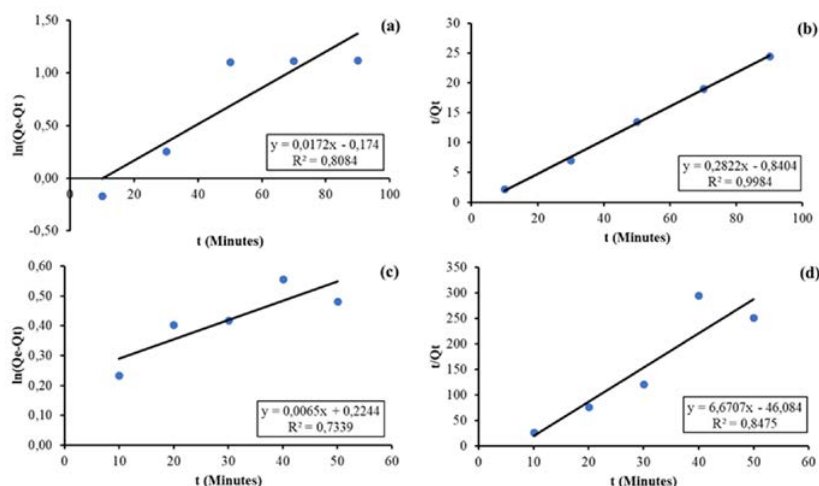 (a)
ln(Qe-Qt )
1,50
1,00
0,50
0,00
-0,50
0 20 40 60 80 100
y = 0,0172x - 0,174
R² = 0,8084
t (Minutes)
(b)
t/Qt
30
25
20
15
10
5
0
0 20 40 60 80 100
y = 0,2822x - 0,8404
R² = 0,9984
t (Minutes)
(c)
ln(Qe-Qt)
0,60
0,50
0,40
0,30
0,20
0,10
0,00
0 10 20 30 40 50 60
y = 0,0065x + 0,2244
R² = 0,7339
t (Minutes)
(d)
t/Qt
350
300
250
200
150
100
50
0
0 10 20 30 40 50 60
y = 6,6707x - 46,084
R² = 0,8475
t (Minutes)